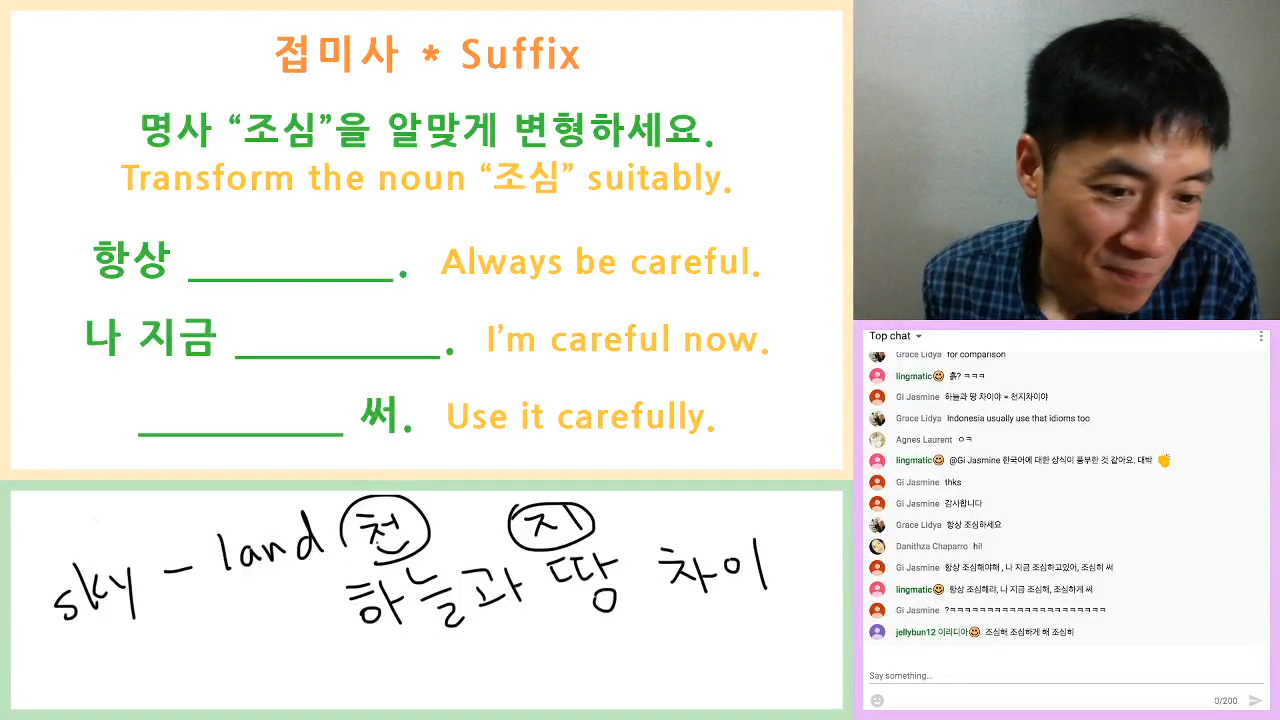 접미사 * Suffix
명사 “조심”을 알맞게 변형하세요.
Transform the noun “조심” suitably.
항상 __________. Always be careful.
나 지금 __________. I’m careful now.
__________ 써. Use it carefully.
sky – land 천 지
하늘과 땅 차이
Top chat
Grace Lidya for comparison
lingmatic 흙? ㅋㅋㅋ
Gi Jasmine 하늘과 땅 차이야 = 천지차이야
Grace Lidya Indonesia usually use that idioms too
Agnes Laurent ㅇㅋ
lingmatic @Gi Jasmine 한국어에 대한 상식이 풍부한 것 같아요. 대박 👏
Gi Jasmine thks
Gi Jasmine 감사합니다
Grace Lidya 항상 조심하세요
Danithza Chaparro hi!
Gi Jasmine 항상 조심해야해 , 나 지금 조심하고있어, 조심히 써
lingmatic 항상 조심해라, 나 지금 조심해, 조심하게 써
Gi Jasmine ?ㅋㅋㅋㅋㅋㅋㅋㅋㅋㅋㅋㅋㅋㅋㅋㅋㅋㅋㅋㅋ
jellybun12 이리디아 조심해 조심하게 해 조심히
Say something...
0/200